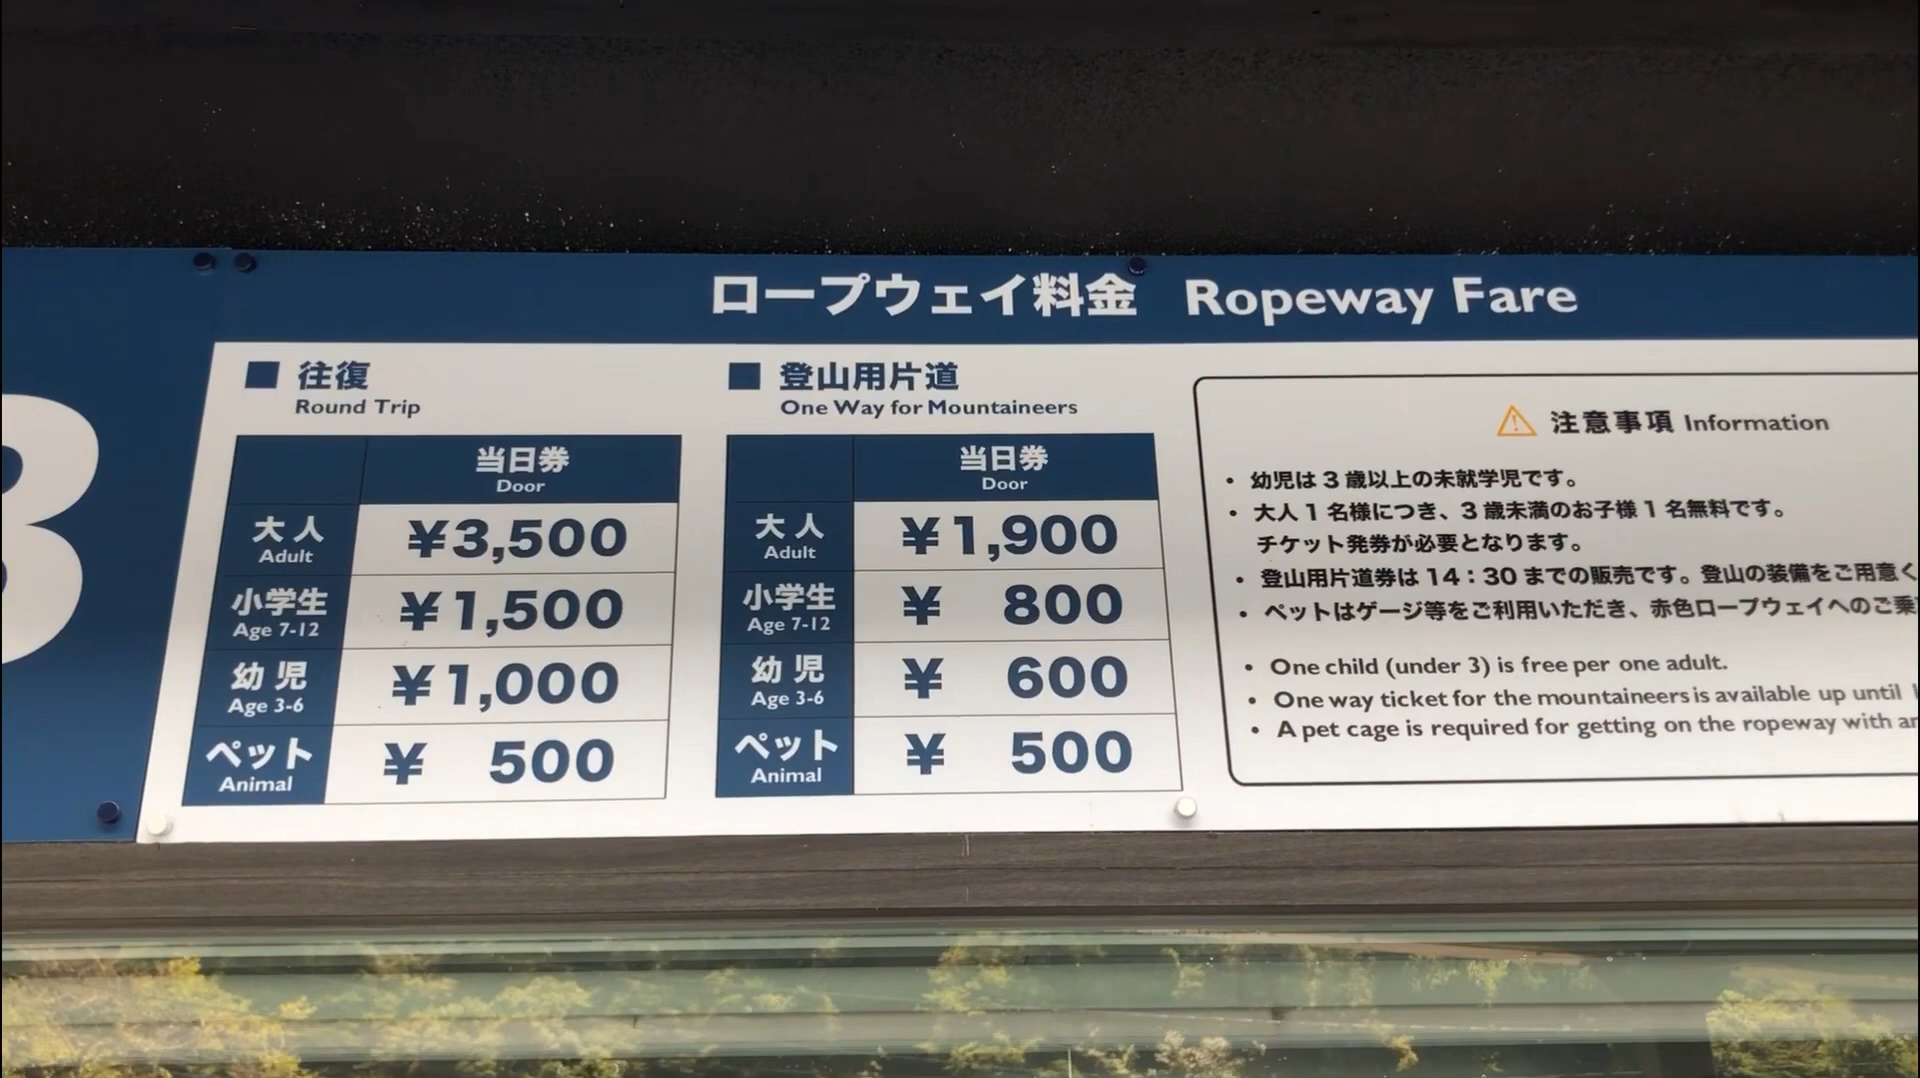 ロープウェイ料金 Ropeway Fare
往復
Round Trip
当日券
Door
大人
Adult
¥3,500
小学生
Age 7-12
¥1,500
幼児
Age 3-6
¥1,000
ペット
Animal
¥ 500
登山用片道
One Way for Mountaineers
当日券
Door
大人
Adult
¥1,900
小学生
Age 7-12
¥ 800
幼児
Age 3-6
¥ 600
ペット
Animal
¥ 500
注意事項 Information
・幼児は3歳以上の未就学児です。
・大人1名様につき、3歳未満のお子様1名無料です。
チケット発券が必要となります。
・登山用片道券は14：30までの販売です。登山の装備をご用意く
・ペットはゲージ等をご利用いただき、赤色ロープウェイへのご乗
• One child (under 3) is free per one adult.
• One way ticket for the mountaineers is available up until
• A pet cage is required for getting on the ropeway with